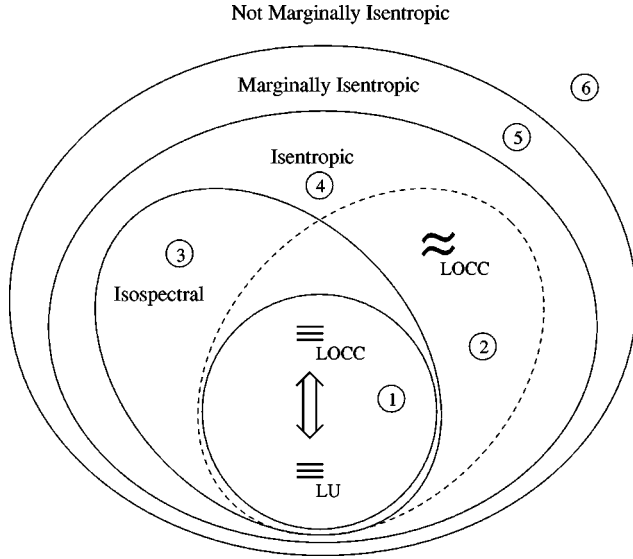 Not Marginally Isentropic
6
Marginally Isentropic
5
Isentropic
4
3
≈ LOCC
Isospectral
2
≡ LOCC
1
≡ LU